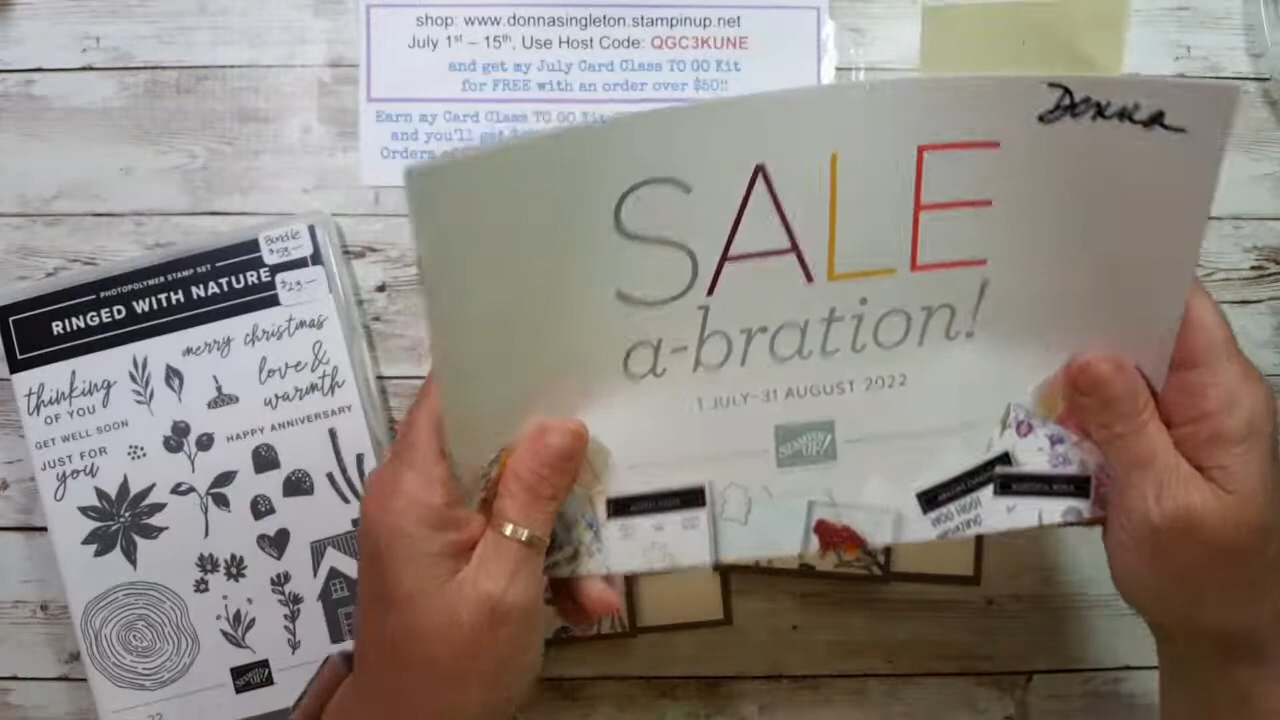 shop: www.donnasingleton.stampinup.net
July 1st – 15th, Use Host Code: QGC3KUNE
and get my July Card Class TO GO Kit
for FREE with an order over $50!!
Earn my Card Class TO GO Kit
and you'll get
Orders
Donna
SALE
a-bration!
1 JULY–31 AUGUST 2022
STAMPIN' UP!
Bundle
$53—
PHOTOPOLYMER STAMP SET
RINGED WITH NATURE
$23—
merry christmas
thinking
OF YOU
love &
warmth
GET WELL SOON
HAPPY ANNIVERSARY
JUST FOR
you
STAMPIN' UP!